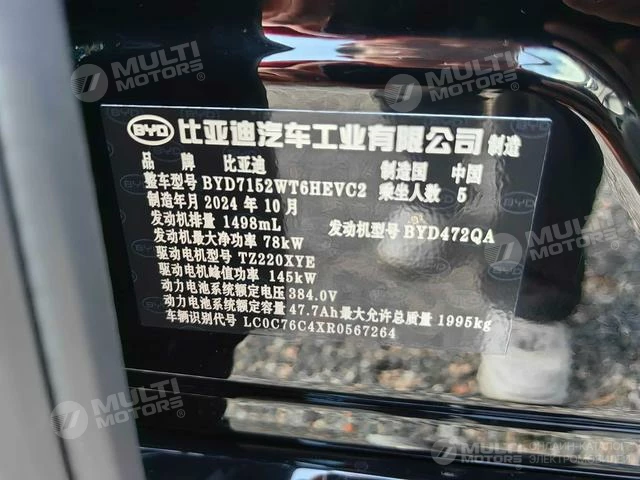 MULTI MOTORS®
MULTI MOTORS®
BYD 比亚迪汽车工业有限公司 制造
品 牌 比亚迪 制造国 中国
整车型号 BYD7152WT6HEVC2 乘坐人数 5
制造年月 2024 年 10 月
发动机排量 1498mL 发动机型号 BYD472QA
发动机最大净功率 78kW
驱动电机型号 TZ220XYE
驱动电机峰值功率 145kW
动力电池系统额定电压 384.0V
动力电池系统额定容量 47.7Ah 最大允许总质量 1995kg
车辆识别代号 LC0C76C4XR0567264
MULTI MOTORS®
MULTI MOTORS®
MULTI